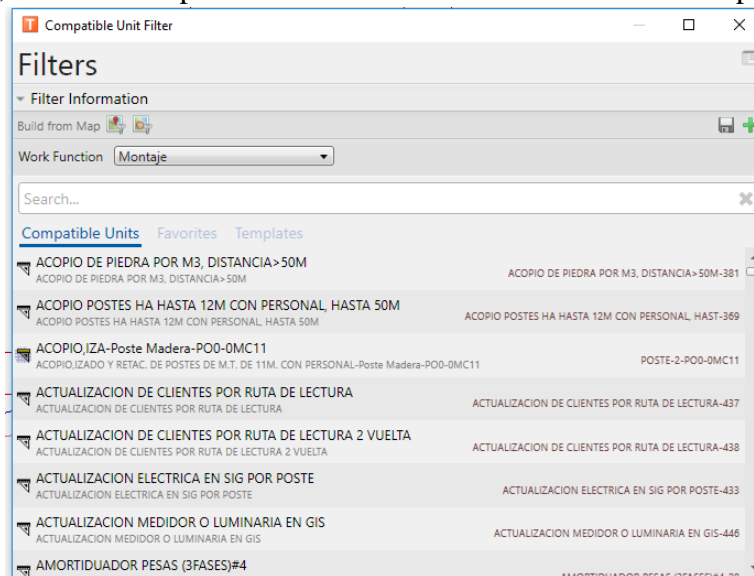 T Compatible Unit Filter
Filters
Filter Information
Build from Map
Work Function Montaje
Search...
Compatible Units Favorites Templates
ACOPIO DE PIEDRA POR M3, DISTANCIA>50M
ACOPIO DE PIEDRA POR M3, DISTANCIA>50M
ACOPIO DE PIEDRA POR M3, DISTANCIA>50M-381
ACOPIO POSTES HA HASTA 12M CON PERSONAL, HASTA 50M
ACOPIO POSTES HA HASTA 12M CON PERSONAL, HASTA 50M
ACOPIO POSTES HA HASTA 12M CON PERSONAL, HAST-369
ACOPIO,IZA-Poste Madera-PO0-0MC11
ACOPIO,IZADO Y RETAC. DE POSTES DE M.T. DE 11M. CON PERSONAL-Poste Madera-PO0-0MC11
POSTE-2-PO0-0MC11
ACTUALIZACION DE CLIENTES POR RUTA DE LECTURA
ACTUALIZACION DE CLIENTES POR RUTA DE LECTURA
ACTUALIZACION DE CLIENTES POR RUTA DE LECTURA-437
ACTUALIZACION DE CLIENTES POR RUTA DE LECTURA 2 VUELTA
ACTUALIZACION DE CLIENTES POR RUTA DE LECTURA 2 VUELTA
ACTUALIZACION DE CLIENTES POR RUTA DE LECTURA-438
ACTUALIZACION ELECTRICA EN SIG POR POSTE
ACTUALIZACION ELECTRICA EN SIG POR POSTE
ACTUALIZACION ELECTRICA EN SIG POR POSTE-433
ACTUALIZACION MEDIDOR O LUMINARIA EN GIS
ACTUALIZACION MEDIDOR O LUMINARIA EN GIS
ACTUALIZACION MEDIDOR O LUMINARIA EN GIS-446
AMORTIDUADOR PESAS (3FASES)#4